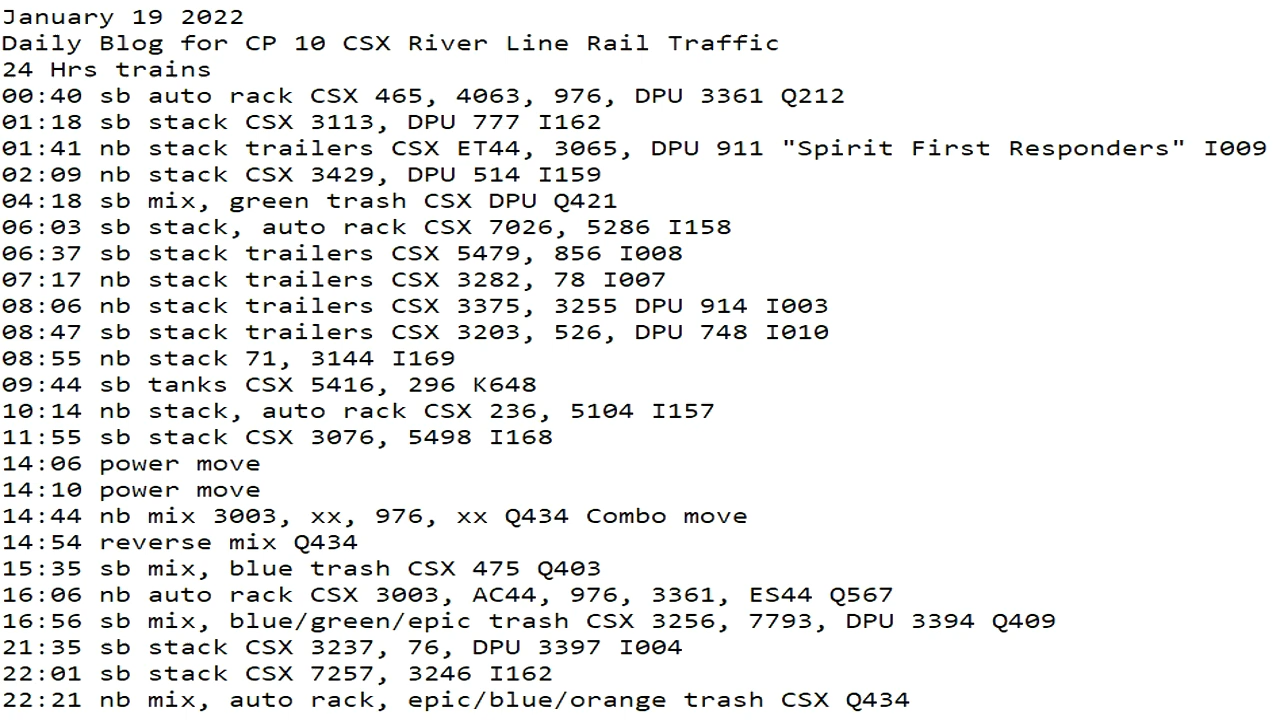 January 19 2022
Daily Blog for CP 10 CSX River Line Rail Traffic
24 Hrs trains
00:40 sb auto rack CSX 465, 4063, 976, DPU 3361 Q212
01:18 sb stack CSX 3113, DPU 777 I162
01:41 nb stack trailers CSX ET44, 3065, DPU 911 "Spirit First Responders" I009
02:09 nb stack CSX 3429, DPU 514 I159
04:18 sb mix, green trash CSX DPU Q421
06:03 sb stack, auto rack CSX 7026, 5286 I158
06:37 sb stack trailers CSX 5479, 856 I008
07:17 nb stack trailers CSX 3282, 78 I007
08:06 nb stack trailers CSX 3375, 3255 DPU 914 I003
08:47 sb stack trailers CSX 3203, 526, DPU 748 I010
08:55 nb stack 71, 3144 I169
09:44 sb tanks CSX 5416, 296 K648
10:14 nb stack, auto rack CSX 236, 5104 I157
11:55 sb stack CSX 3076, 5498 I168
14:06 power move
14:10 power move
14:44 nb mix 3003, xx, 976, xx Q434 Combo move
14:54 reverse mix Q434
15:35 sb mix, blue trash CSX 475 Q403
16:06 nb auto rack CSX 3003, AC44, 976, 3361, ES44 Q567
16:56 sb mix, blue/green/epic trash CSX 3256, 7793, DPU 3394 Q409
21:35 sb stack CSX 3237, 76, DPU 3397 I004
22:01 sb stack CSX 7257, 3246 I162
22:21 nb mix, auto rack, epic/blue/orange trash CSX Q434